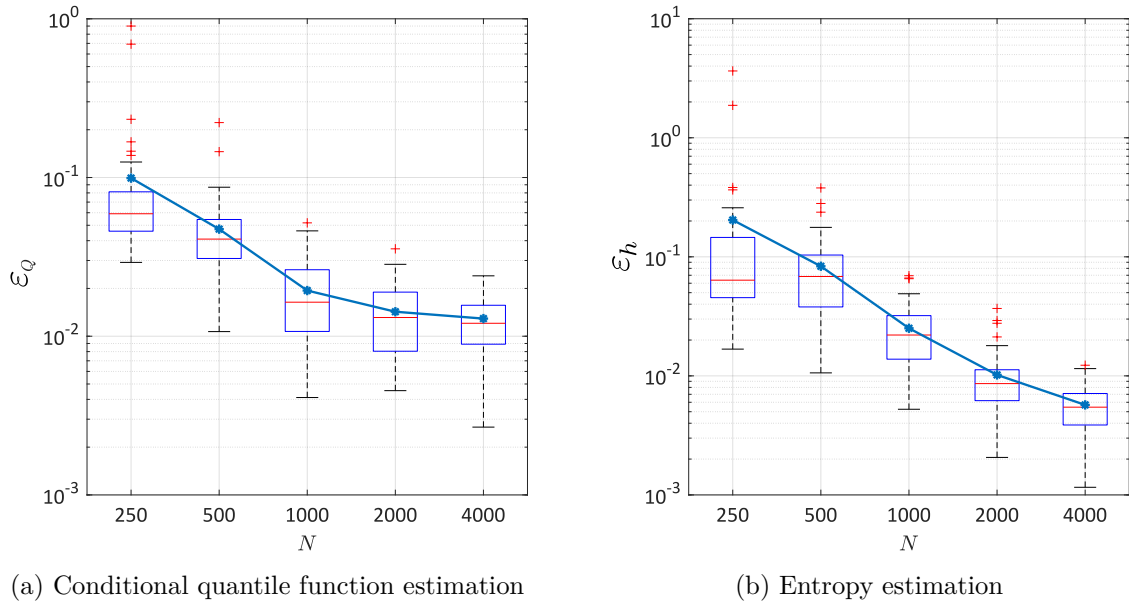 10^0
10^-1
10^-2
10^-3
ε_Q
250 500 1000 2000 4000
N
(a) Conditional quantile function estimation
10^1
10^0
10^-1
10^-2
10^-3
ε_h
250 500 1000 2000 4000
N
(b) Entropy estimation